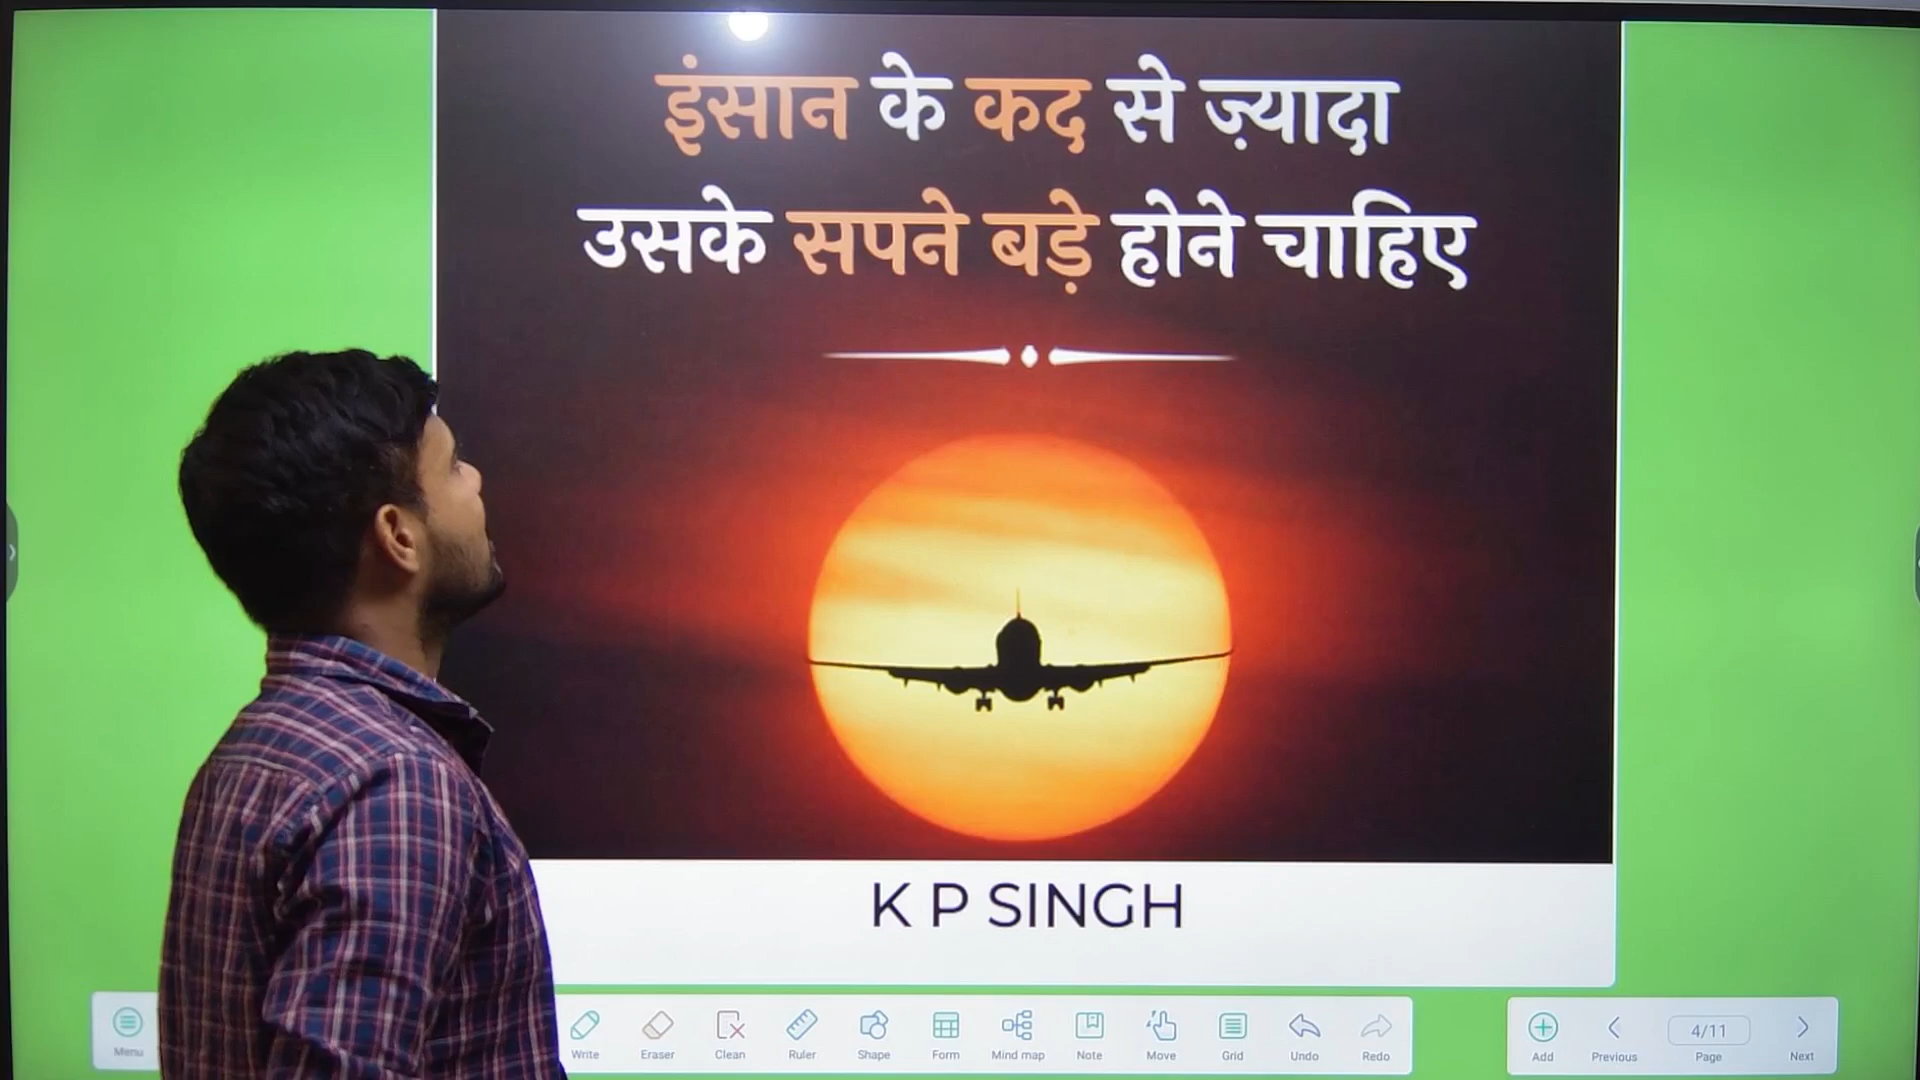 इंसान के कद से ज़्यादा
उसके सपने बड़े होने चाहिए
K P SINGH
Menu
Write
Eraser
Clean
Ruler
Shape
Form
Mind map
Note
Move
Grid
Undo
Redo
Add
Previous
4/11
Page
Next